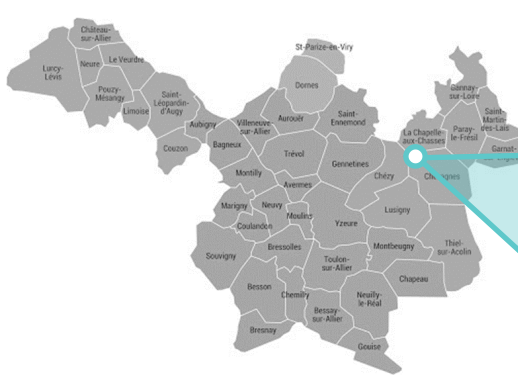 Château-
sur-Allier
Lurcy-
Lévis
Neure
Le Veurdre
Pouzy-
Mésangy
Limoise
Saint-
Léopardin-
d'Augy
Aubigny
Couzon
St-Parize-en-Viry
Dornes
Villeneuve-
sur-Allier
Aurouër
Saint-
Ennemond
Bagneux
Trévol
Gennetines
Montilly
Avermes
Chézy
La Chapelle
aux-Chasses
Gannay-
sur-Loire
Saint-
Martin-
des-Lais
Paray-
le-Frésil
Garnat-
Marigny
Neuvy
Moulins
Coulandon
Yzeure
Lusigny
Bressolles
Montbeugny
Thiel-
sur-Acolin
Souvigny
Toulon-
sur-Allier
Chapeau
Besson
Chemilly
Neuilly-
le-Réal
Bessay-
sur-Allier
Bresnay
Gouise